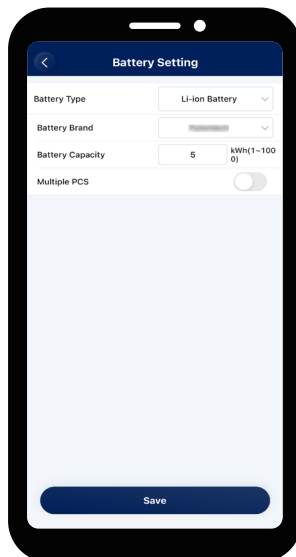 Battery Setting
Battery Type Li-ion Battery
Battery Brand
Battery Capacity 5 kWh(1~100
0)
Multiple PCS
Save